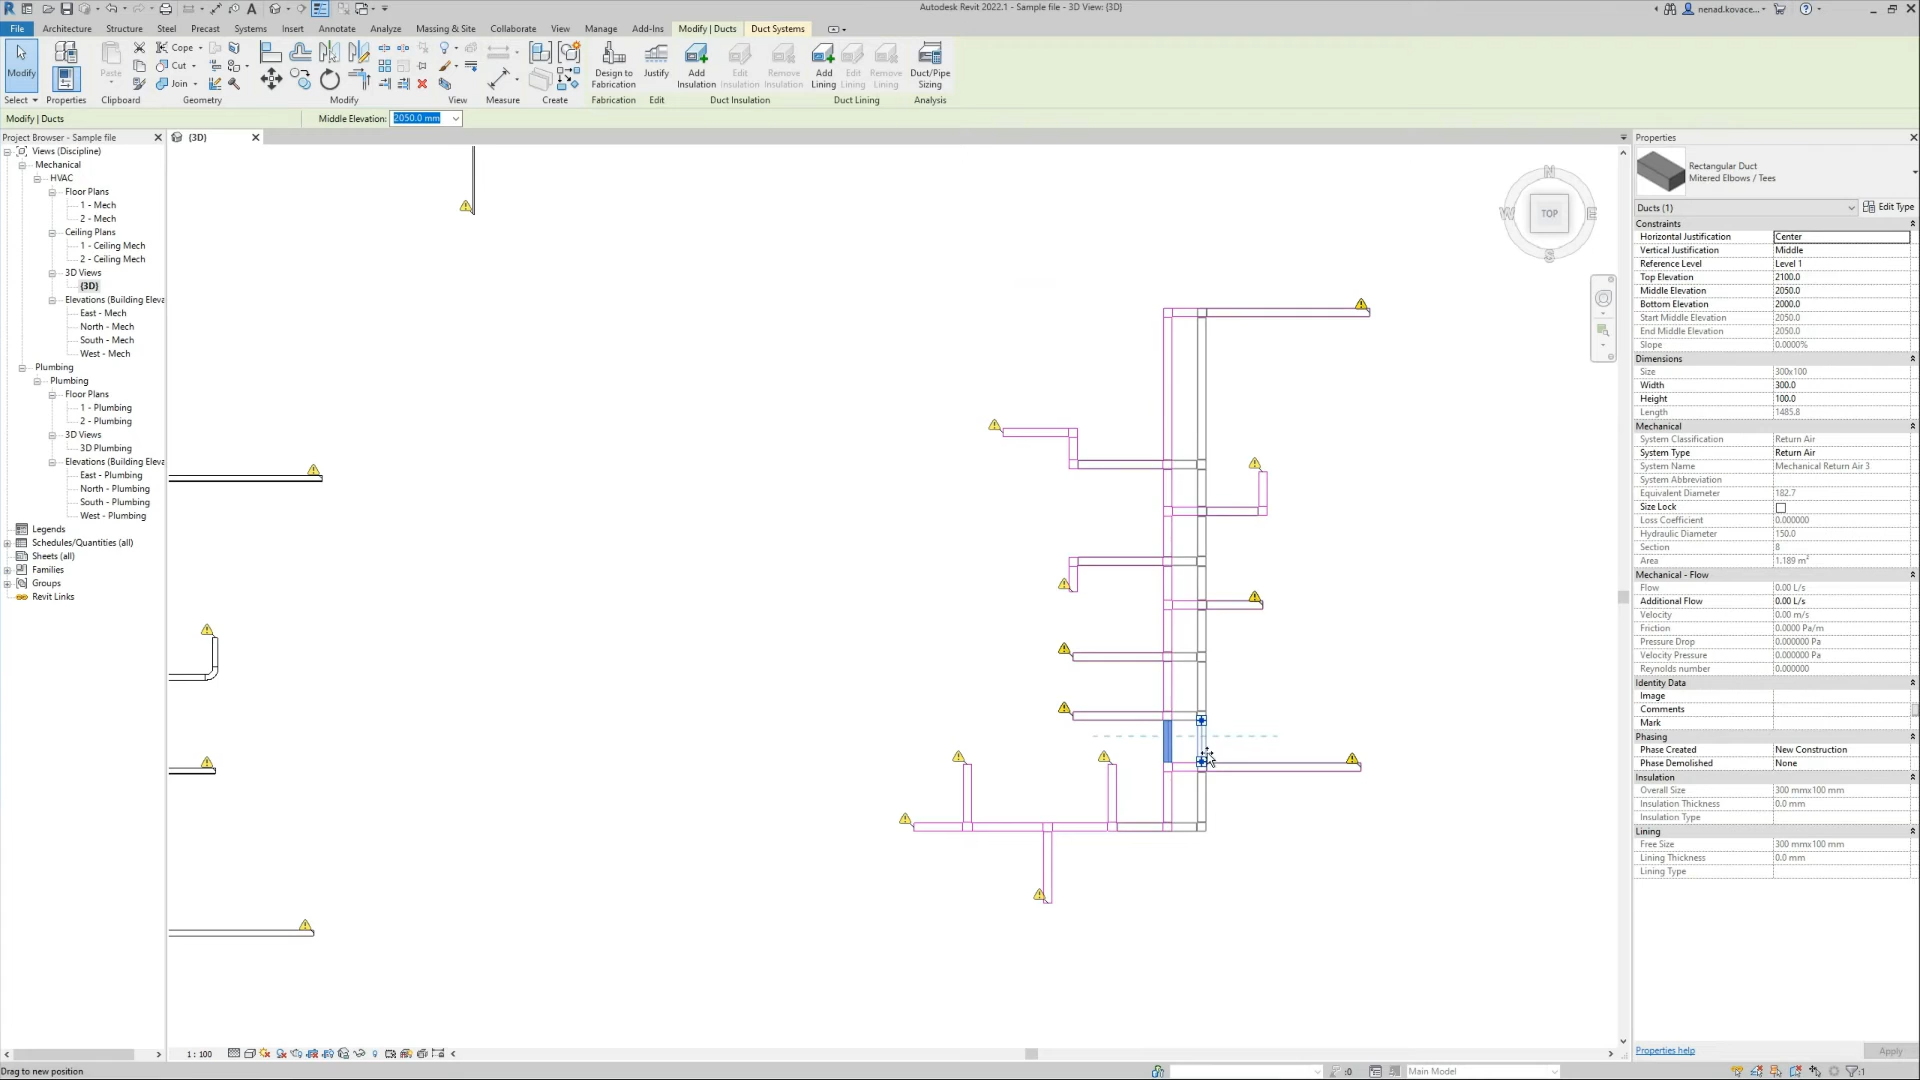 Autodesk Revit 2022.1 - Sample file - 3D View: {3D}
nenad.kovace...
File Architecture Structure Steel Precast Systems Insert Annotate Analyze Massing & Site Collaborate View Manage Add-Ins Modify | Ducts Duct Systems
Modify
Paste
Cope
Cut
Join
Design to Fabrication
Justify
Add Insulation
Edit Insulation
Remove Insulation
Add Lining
Edit Lining
Remove Lining
Duct/Pipe Sizing
Select Properties Clipboard Geometry Modify View Measure Create Fabrication Edit Duct Insulation Duct Lining Analysis
Modify | Ducts
Middle Elevation: 2050.0 mm
Project Browser - Sample file
Views (Discipline)
Mechanical
HVAC
Floor Plans
1 - Mech
2 - Mech
Ceiling Plans
1 - Ceiling Mech
2 - Ceiling Mech
3D Views
{3D}
Elevations (Building Eleva
East - Mech
North - Mech
South - Mech
West - Mech
Plumbing
Plumbing
Floor Plans
1 - Plumbing
2 - Plumbing
3D Views
3D Plumbing
Elevations (Building Eleva
East - Plumbing
North - Plumbing
South - Plumbing
West - Plumbing
Legends
Schedules/Quantities (all)
Sheets (all)
Families
Groups
Revit Links
{3D}
N
W
TOP
E
S
Properties
Rectangular Duct
Mitered Elbows / Tees
Ducts (1) Edit Type
Constraints
Horizontal Justification Center
Vertical Justification Middle
Reference Level Level 1
Top Elevation 2100.0
Middle Elevation 2050.0
Bottom Elevation 2000.0
Start Middle Elevation 2050.0
End Middle Elevation 2050.0
Slope 0.0000%
Dimensions
Size 300x100
Width 300.0
Height 100.0
Length 1485.8
Mechanical
System Classification Return Air
System Type Return Air
System Name Mechanical Return Air 3
System Abbreviation
Equivalent Diameter 182.7
Size Lock
Loss Coefficient 0.000000
Hydraulic Diameter 150.0
Section 8
Area 1.189 m²
Mechanical - Flow
Flow 0.00 L/s
Additional Flow 0.00 L/s
Velocity 0.00 m/s
Friction 0.0000 Pa/m
Pressure Drop 0.000000 Pa
Velocity Pressure 0.000000 Pa
Reynolds number 0.000000
Identity Data
Image
Comments
Mark
Phasing
Phase Created New Construction
Phase Demolished None
Insulation
Overall Size 300 mmx100 mm
Insulation Thickness 0.0 mm
Insulation Type
Lining
Free Size 300 mmx100 mm
Lining Thickness 0.0 mm
Lining Type
Properties help
Apply
1 : 100
Drag to new position
:0
Main Model
:1